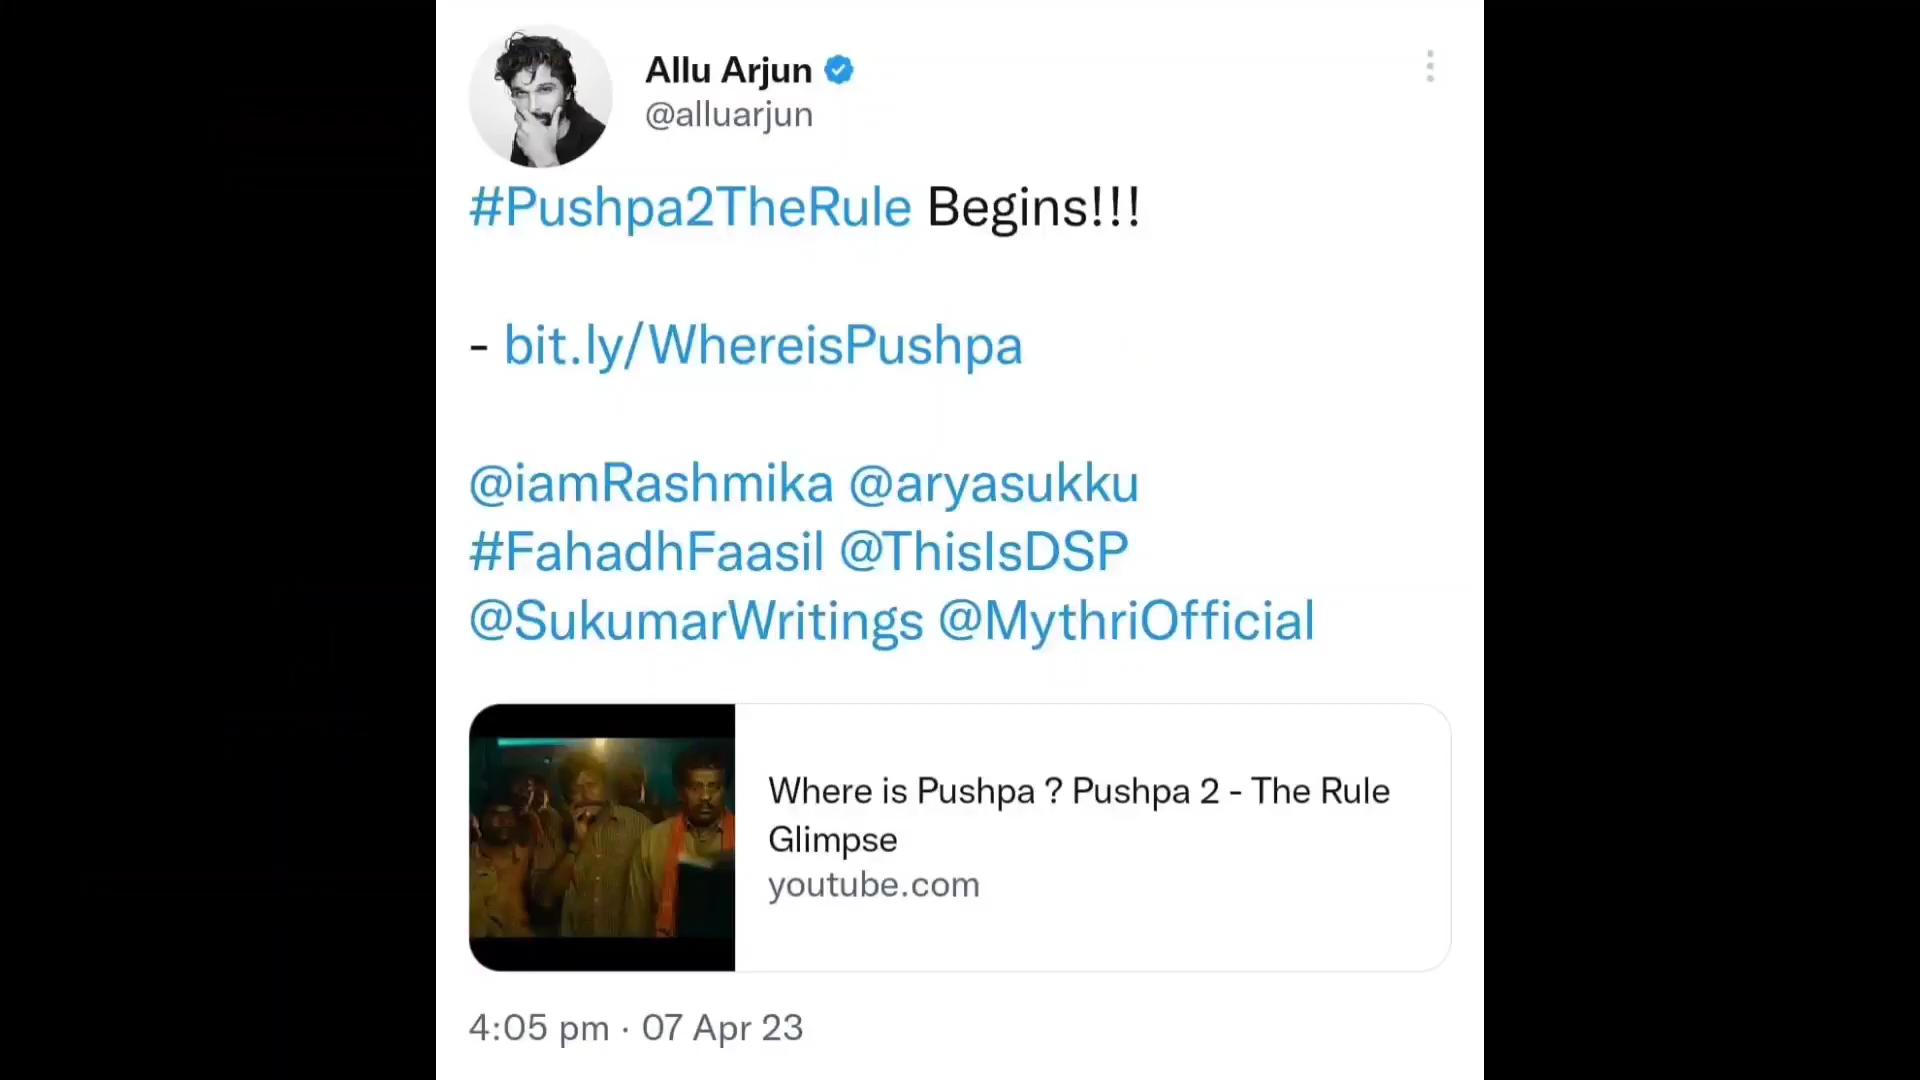 Allu Arjun
@alluarjun
#Pushpa2TheRule Begins!!!
- bit.ly/WhereisPushpa
@iamRashmika @aryasukku
#FahadhFaasil @ThisIsDSP
@SukumarWritings @MythriOfficial
Where is Pushpa ? Pushpa 2 - The Rule
Glimpse
youtube.com
4:05 pm · 07 Apr 23